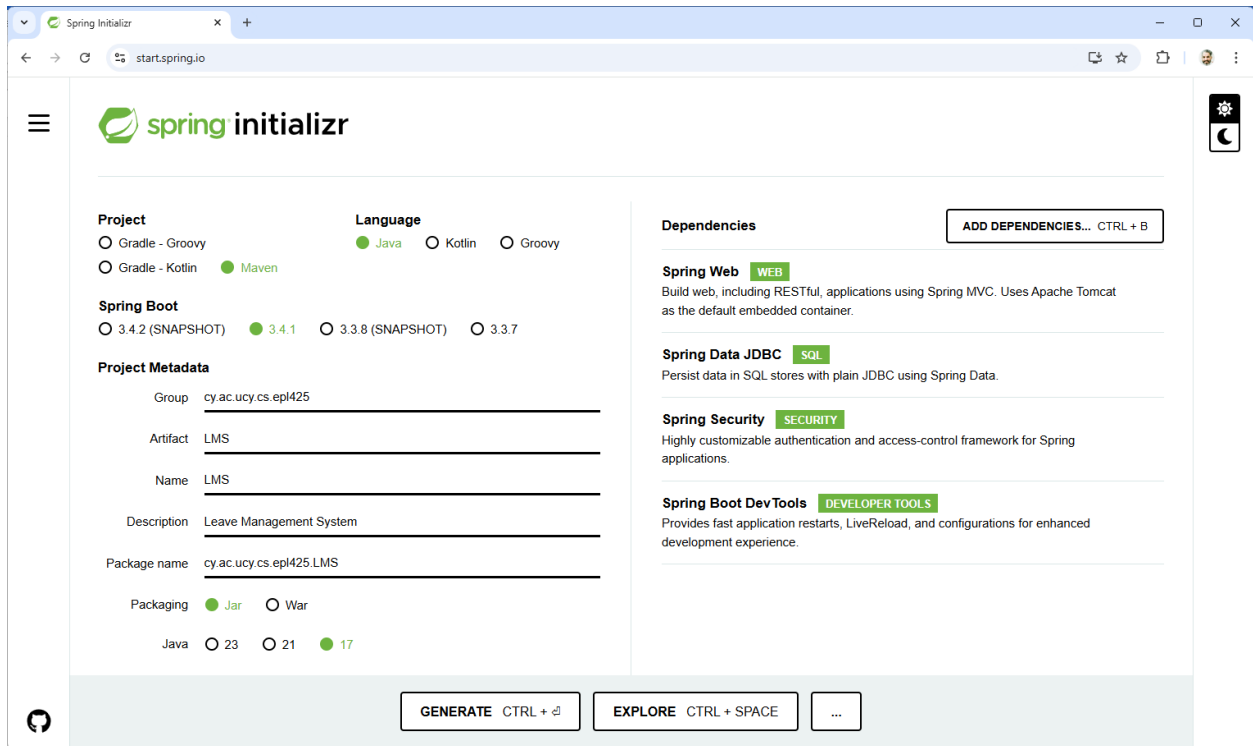 Spring Initializr
start.spring.io
spring initializr
Project
Gradle - Groovy
Gradle - Kotlin Maven
Language
Java Kotlin Groovy
Spring Boot
3.4.2 (SNAPSHOT) 3.4.1 3.3.8 (SNAPSHOT) 3.3.7
Project Metadata
Group cy.ac.ucy.cs.epl425
Artifact LMS
Name LMS
Description Leave Management System
Package name cy.ac.ucy.cs.epl425.LMS
Packaging Jar War
Java 23 21 17
Dependencies ADD DEPENDENCIES... CTRL + B
Spring Web WEB
Build web, including RESTful, applications using Spring MVC. Uses Apache Tomcat
as the default embedded container.
Spring Data JDBC SQL
Persist data in SQL stores with plain JDBC using Spring Data.
Spring Security SECURITY
Highly customizable authentication and access-control framework for Spring
applications.
Spring Boot DevTools DEVELOPER TOOLS
Provides fast application restarts, LiveReload, and configurations for enhanced
development experience.
GENERATE CTRL + ⏎ EXPLORE CTRL + SPACE ...